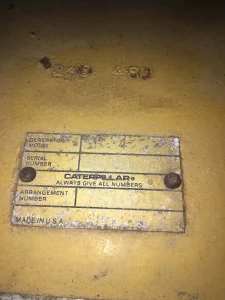 GENERATOR
MODEL
SERIAL
NUMBER
CATERPILLAR®
ALWAYS GIVE ALL NUMBERS
ARRANGEMENT
NUMBER
MADE IN U.S.A.